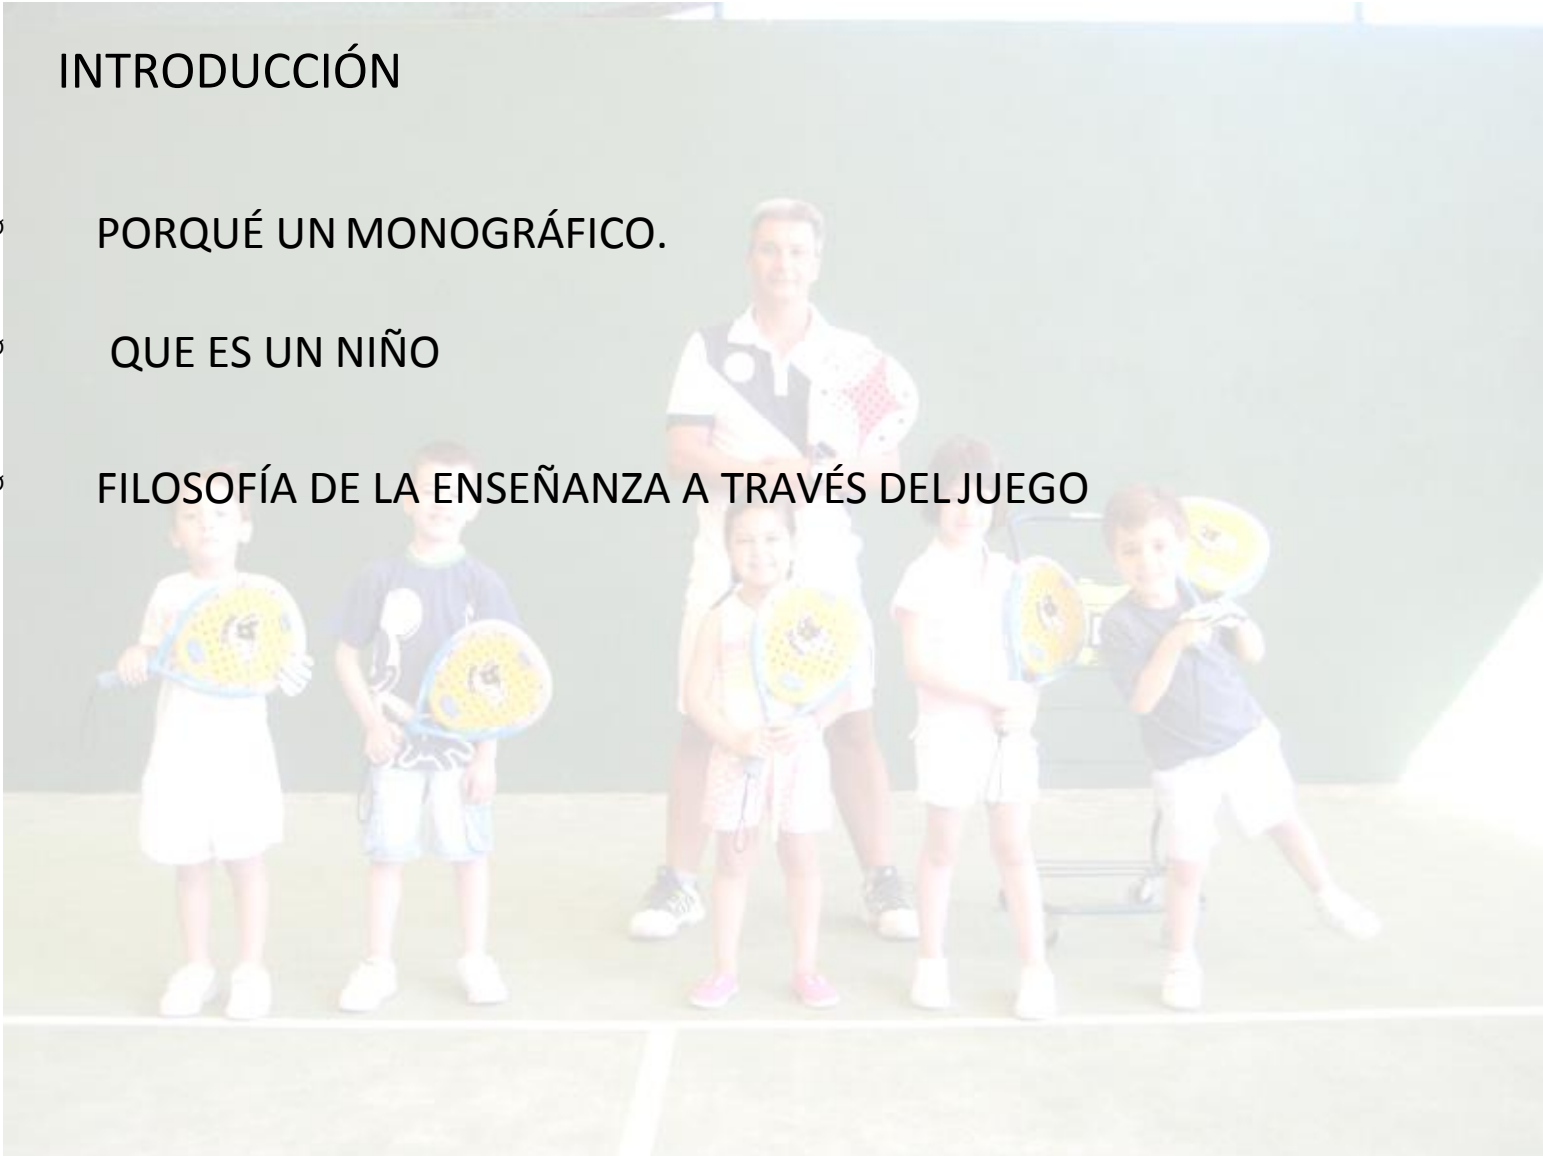 INTRODUCCIÓN
PORQUÉ UN MONOGRÁFICO.
QUE ES UN NIÑO
FILOSOFÍA DE LA ENSEÑANZA A TRAVÉS DEL JUEGO